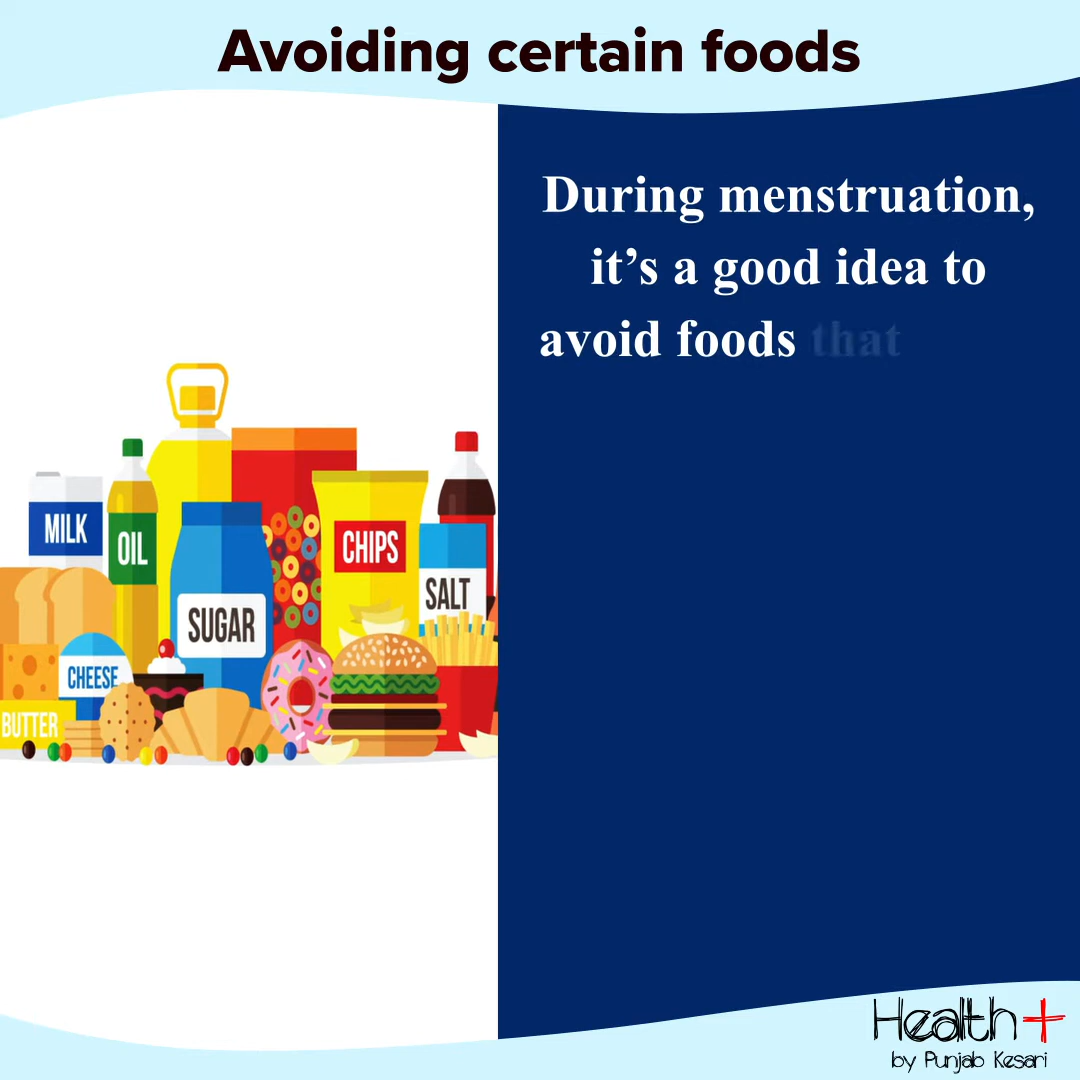 Avoiding certain foods
During menstruation,
it’s a good idea to
avoid foods that
MILK
OIL
SUGAR
CHIPS
SALT
CHEESE
BUTTER
Health+
by Punjab Kesari